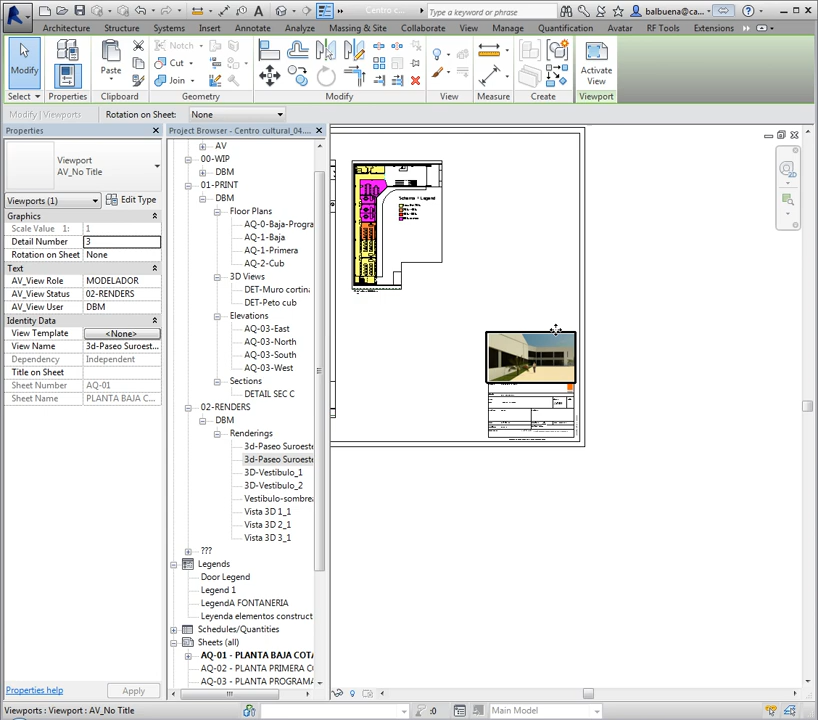 Centro c...
Type a keyword or phrase
balbuena@ca...
Architecture Structure Systems Insert Annotate Analyze Massing & Site Collaborate View Manage Quantification Avatar RF Tools Extensions
Modify
Properties
Paste
Notch
Cut
Join
Activate
View
Select Properties Clipboard Geometry Modify View Measure Create Viewport
Modify | Viewports Rotation on Sheet: None
Properties
Project Browser - Centro cultural_04....
Viewport
AV_No Title
Viewports (1) Edit Type
Graphics
Scale Value 1: 1
Detail Number 3
Rotation on Sheet None
Text
AV_View Role MODELADOR
AV_View Status 02-RENDERS
AV_View User DBM
Identity Data
View Template <None>
View Name 3d-Paseo Suroest...
Dependency Independent
Title on Sheet
Sheet Number AQ-01
Sheet Name PLANTA BAJA C...
Properties help Apply
AV
00-WIP
DBM
01-PRINT
DBM
Floor Plans
AQ-0-Baja-Progra
AQ-1-Baja
AQ-1-Primera
AQ-2-Cub
3D Views
DET-Muro cortin
DET-Peto cub
Elevations
AQ-03-East
AQ-03-North
AQ-03-South
AQ-03-West
Sections
DETAIL SEC C
02-RENDERS
DBM
Renderings
3d-Paseo Suroest
3d-Paseo Suroest
3D-Vestibulo_1
3D-Vestibulo_2
Vestibulo-sombre
Vista 3D 1_1
Vista 3D 2_1
Vista 3D 3_1
???
Legends
Door Legend
Legend 1
LegendA FONTANERIA
Leyenda elementos construct
Schedules/Quantities
Sheets (all)
AQ-01 - PLANTA BAJA COTA
AQ-02 - PLANTA PRIMERA C
AQ-03 - PLANTA PROGRAMA
Viewports : Viewport : AV_No Title
:0
Main Model